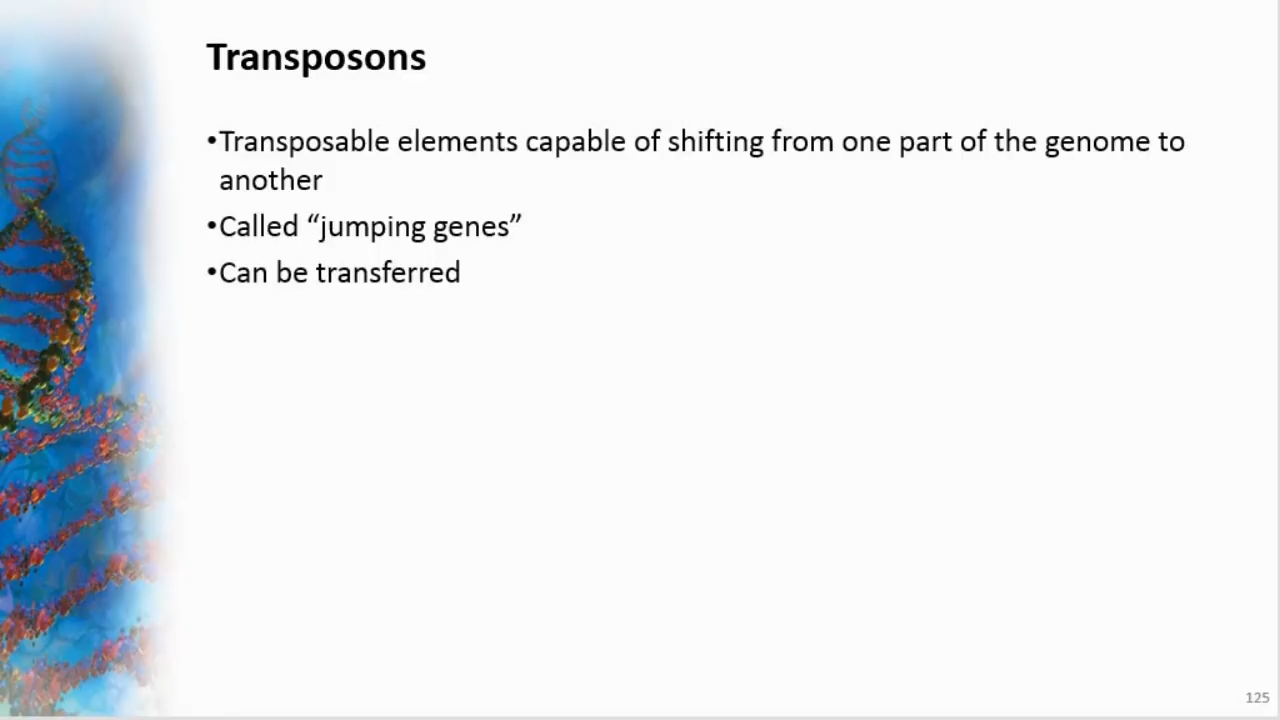 Transposons
•Transposable elements capable of shifting from one part of the genome to
another
•Called “jumping genes”
•Can be transferred
125